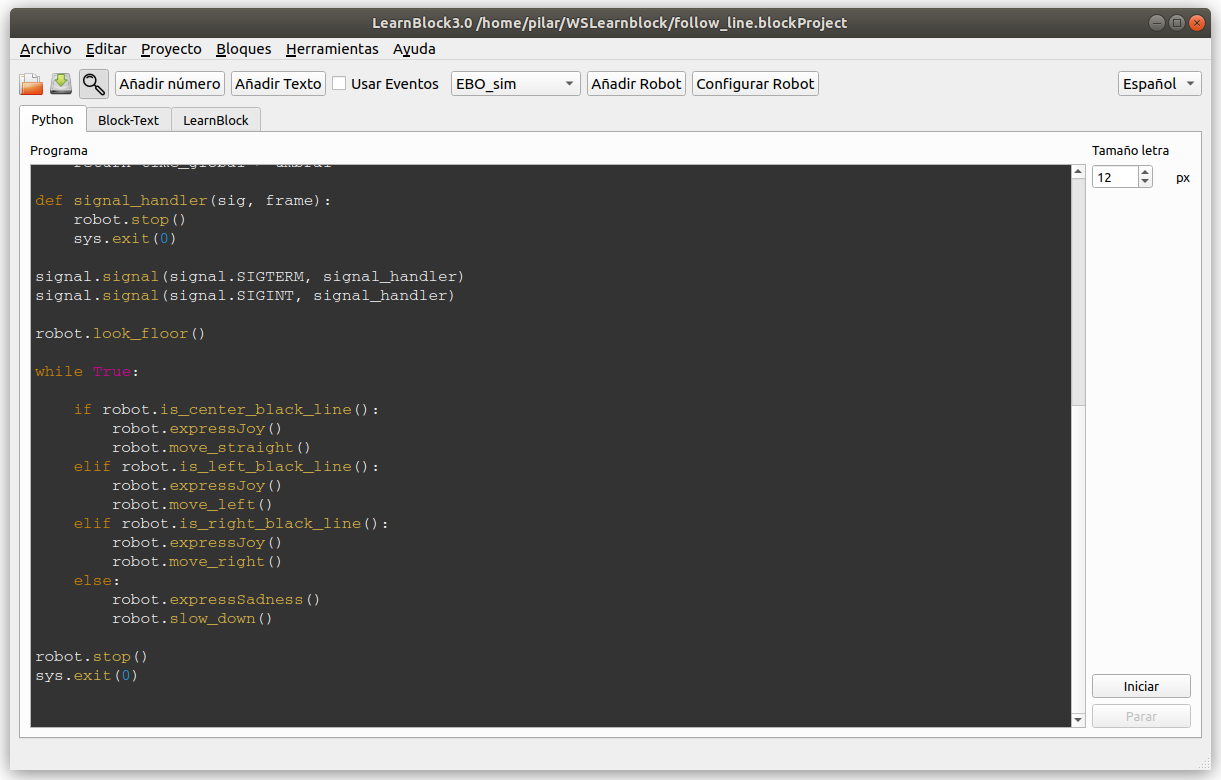 LearnBlock3.0 /home/pilar/WSLearnblock/follow_line.blockProject
Archivo Editar Proyecto Bloques Herramientas Ayuda
Añadir número Añadir Texto Usar Eventos EBO_sim Añadir Robot Configurar Robot Español
Python Block-Text LearnBlock
Programa
Tamaño letra
12 px
def signal_handler(sig, frame):
    robot.stop()
    sys.exit(0)
signal.signal(signal.SIGTERM, signal_handler)
signal.signal(signal.SIGINT, signal_handler)
robot.look_floor()
while True:
    if robot.is_center_black_line():
        robot.expressJoy()
        robot.move_straight()
    elif robot.is_left_black_line():
        robot.expressJoy()
        robot.move_left()
    elif robot.is_right_black_line():
        robot.expressJoy()
        robot.move_right()
    else:
        robot.expressSadness()
        robot.slow_down()
robot.stop()
sys.exit(0)
Iniciar
Parar